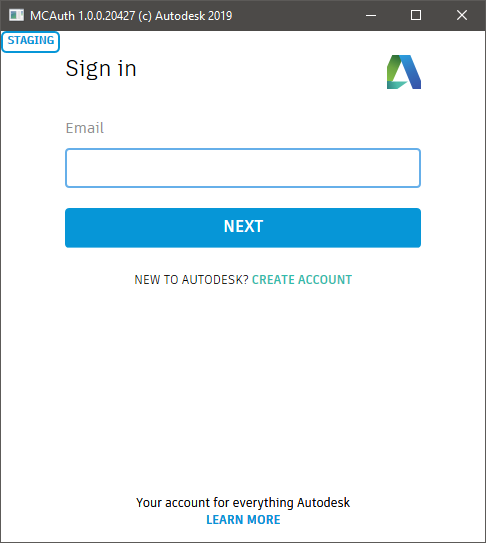 MCAuth 1.0.0.20427 (c) Autodesk 2019
STAGING
Sign in
Email
NEXT
NEW TO AUTODESK? CREATE ACCOUNT
Your account for everything Autodesk
LEARN MORE